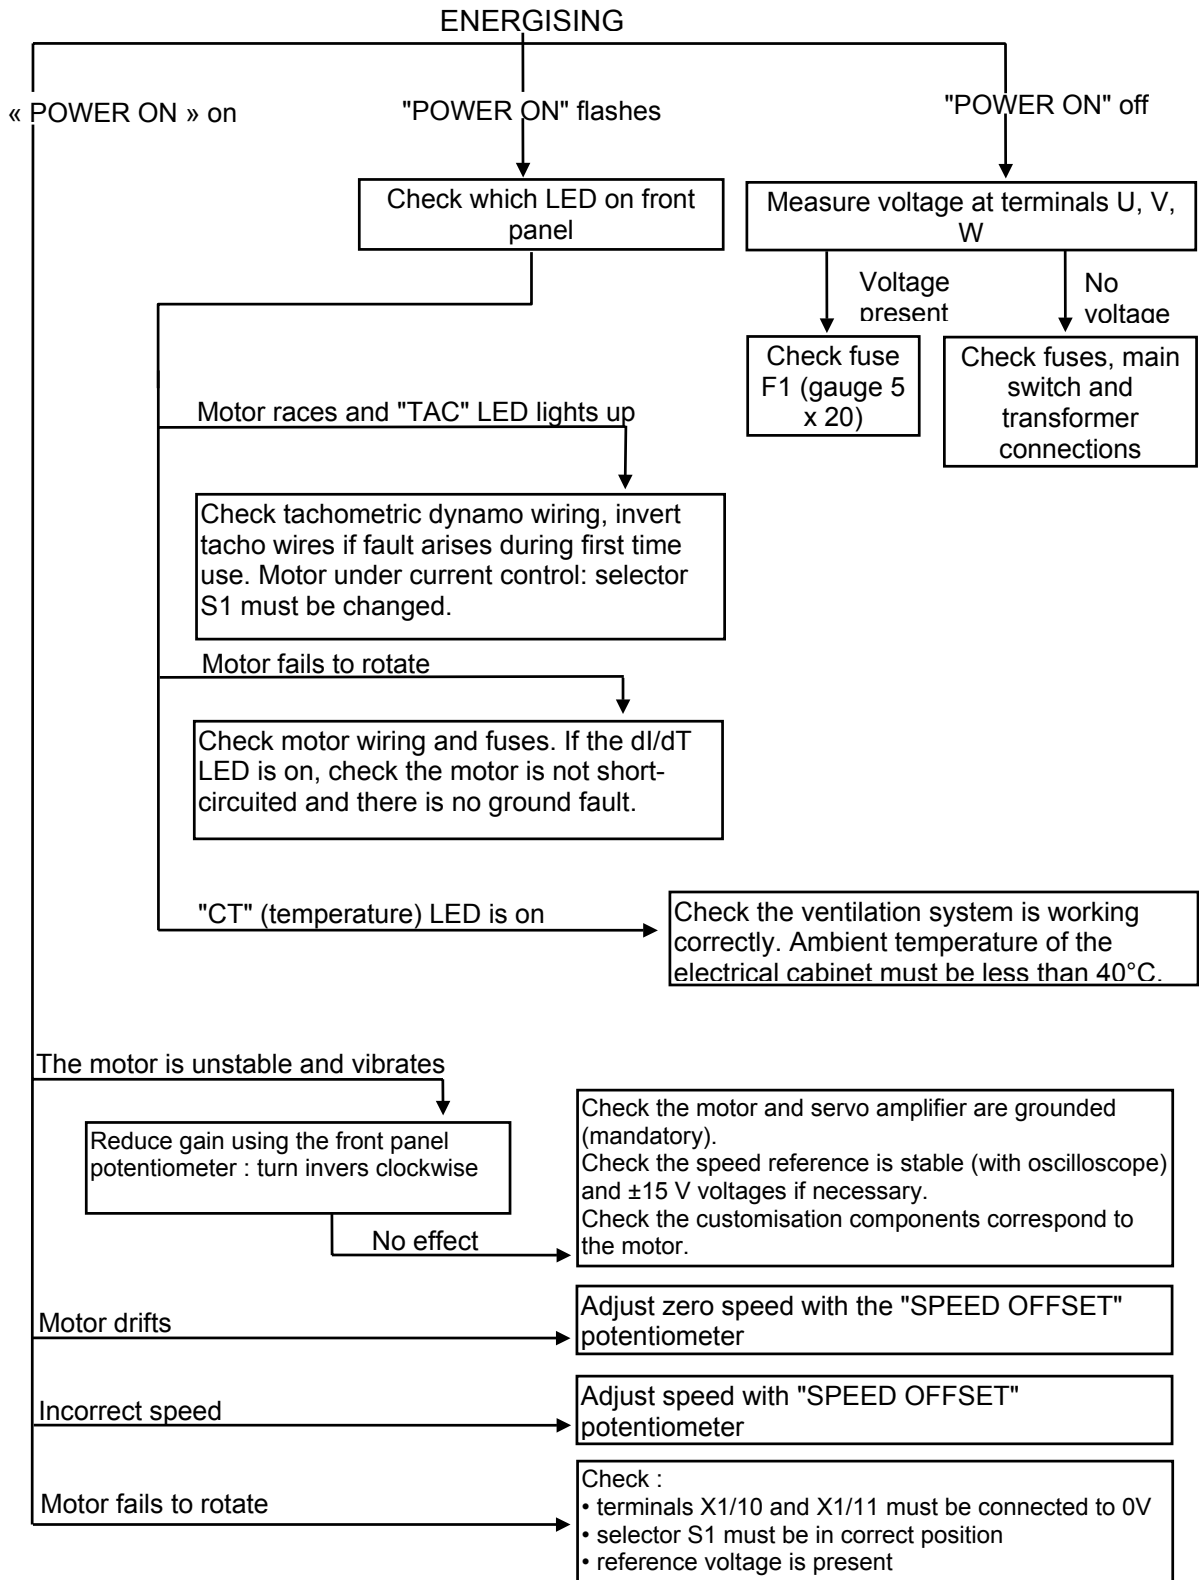 ENERGISING
« POWER ON » on
"POWER ON" flashes
"POWER ON" off
Check which LED on front
panel
Measure voltage at terminals U, V,
W
Voltage
present
No
voltage
Check fuse
F1 (gauge 5
x 20)
Check fuses, main
switch and
transformer
connections
Motor races and "TAC" LED lights up
Check tachometric dynamo wiring, invert
tacho wires if fault arises during first time
use. Motor under current control: selector
S1 must be changed.
Motor fails to rotate
Check motor wiring and fuses. If the dI/dT
LED is on, check the motor is not short-
circuited and there is no ground fault.
"CT" (temperature) LED is on
Check the ventilation system is working
correctly. Ambient temperature of the
electrical cabinet must be less than 40°C.
The motor is unstable and vibrates
Reduce gain using the front panel
potentiometer : turn invers clockwise
No effect
Check the motor and servo amplifier are grounded
(mandatory).
Check the speed reference is stable (with oscilloscope)
and ±15 V voltages if necessary.
Check the customisation components correspond to
the motor.
Motor drifts
Adjust zero speed with the "SPEED OFFSET"
potentiometer
Incorrect speed
Adjust speed with "SPEED OFFSET"
potentiometer
Motor fails to rotate
Check :
• terminals X1/10 and X1/11 must be connected to 0V
• selector S1 must be in correct position
• reference voltage is present